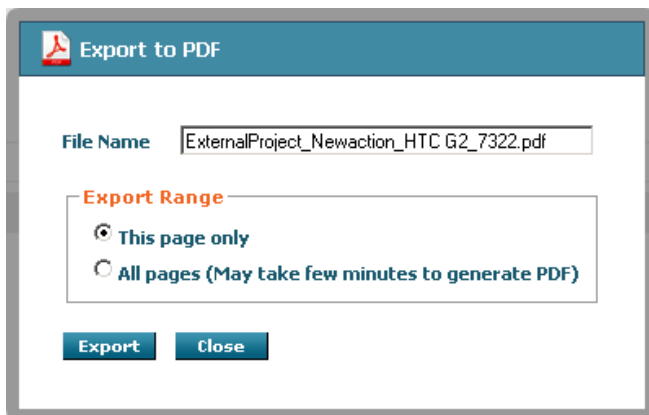 Export to PDF
File Name ExternalProject_Newaction_HTC G2_7322.pdf
Export Range
This page only
All pages (May take few minutes to generate PDF)
Export Close